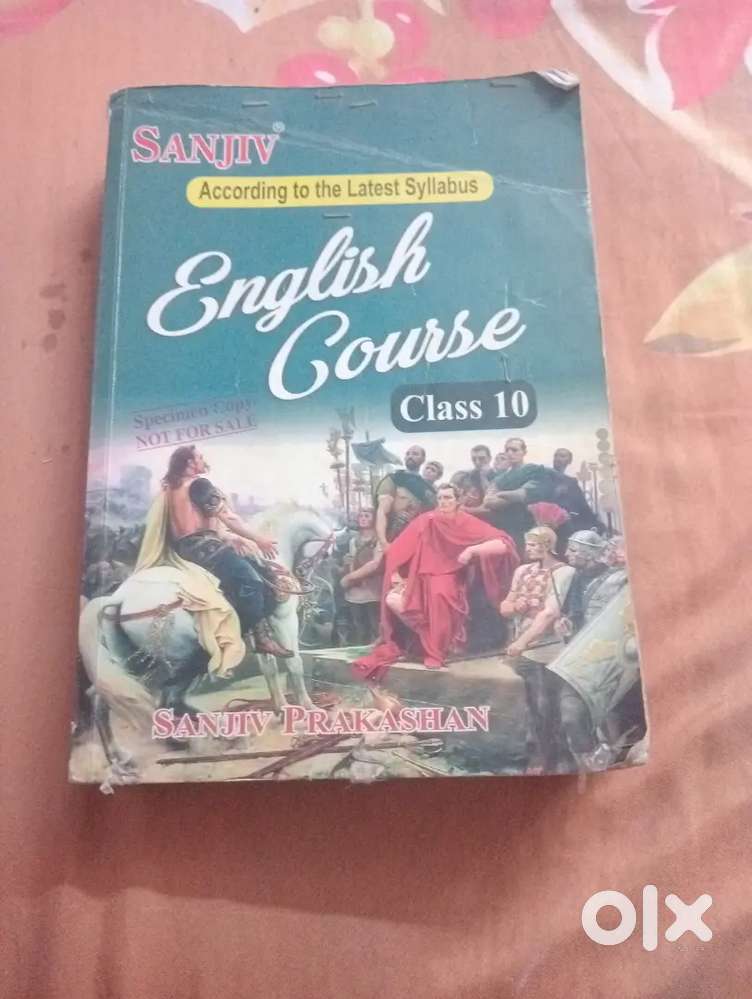 SANJIV®
According to the Latest Syllabus
English
Course
Class 10
Specimen Copy
NOT FOR SALE
SANJIV PRAKASHAN
olx